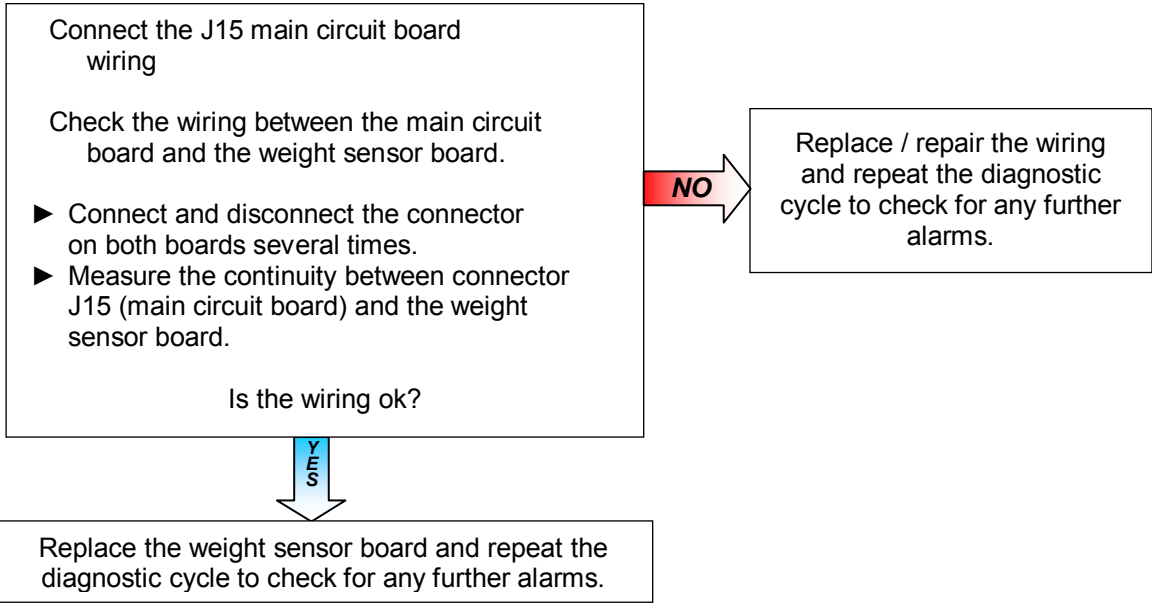 Connect the J15 main circuit board
wiring
Check the wiring between the main circuit
board and the weight sensor board.
► Connect and disconnect the connector
on both boards several times.
► Measure the continuity between connector
J15 (main circuit board) and the weight
sensor board.
Is the wiring ok?
NO
Replace / repair the wiring
and repeat the diagnostic
cycle to check for any further
alarms.
YES
Replace the weight sensor board and repeat the
diagnostic cycle to check for any further alarms.